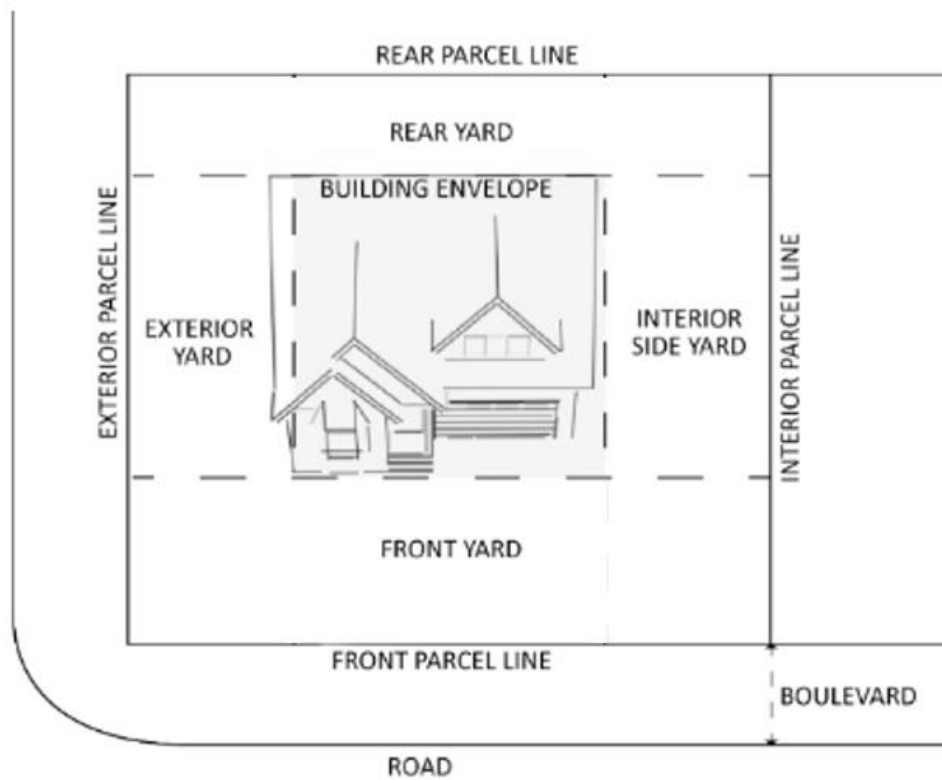 REAR PARCEL LINE
REAR YARD
BUILDING ENVELOPE
EXTERIOR PARCEL LINE
EXTERIOR
YARD
INTERIOR
SIDE YARD
INTERIOR PARCEL LINE
FRONT YARD
FRONT PARCEL LINE
BOULEVARD
ROAD